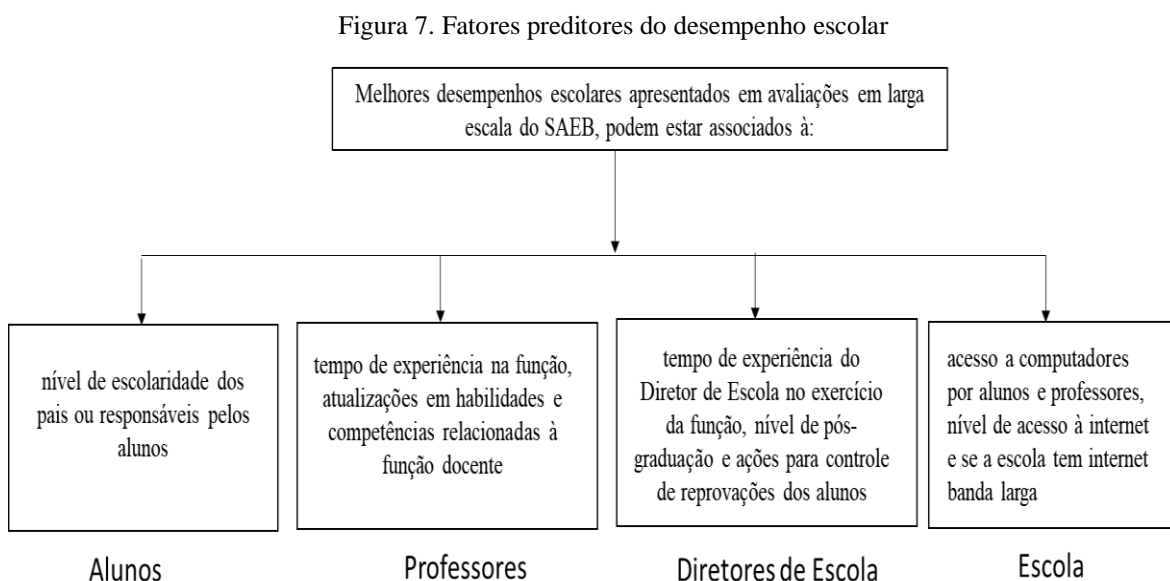 Figura 7. Fatores preditores do desempenho escolar
Melhores desempenhos escolares apresentados em avaliações em larga
escala do SAEB, podem estar associados à:
nível de escolaridade dos
pais ou responsáveis pelos
alunos
tempo de experiência na função,
atualizações em habilidades e
competências relacionadas à
função docente
tempo de experiência do
Diretor de Escola no exercício
da função, nível de pós-
graduação e ações para controle
de reprovações dos alunos
acesso a computadores
por alunos e professores,
nível de acesso à internet
e se a escola tem internet
banda larga
Alunos
Professores
Diretores de Escola
Escola